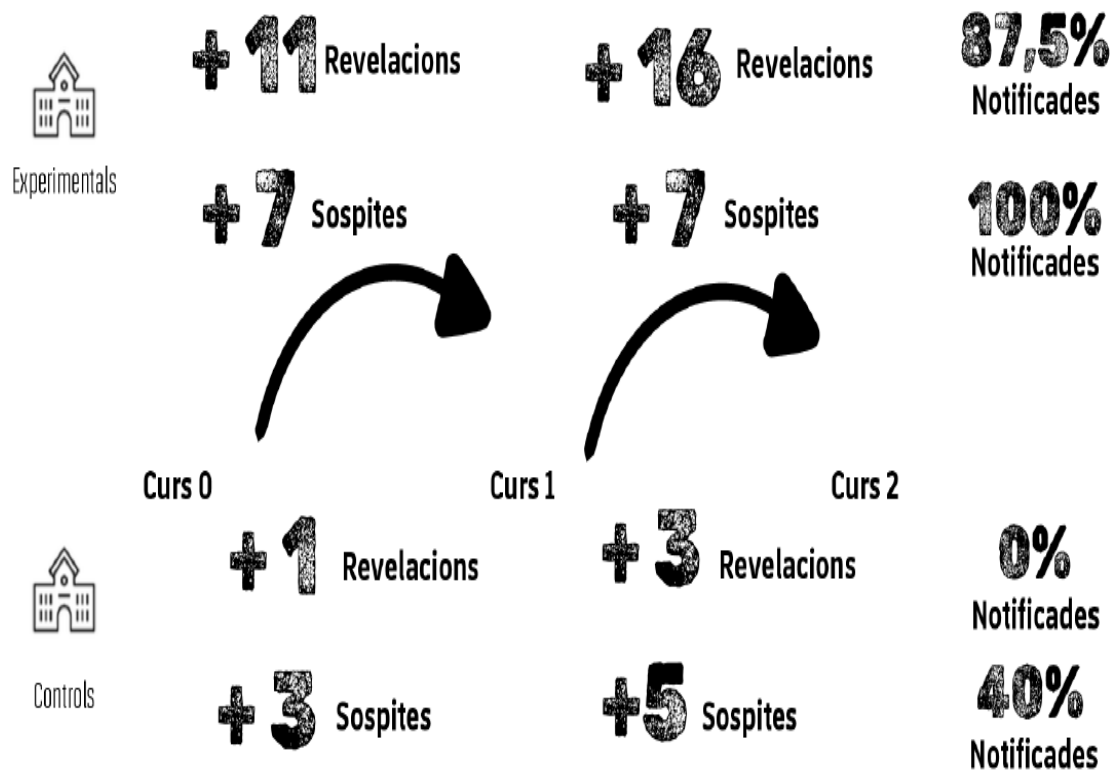 + 11 Revelacions
+ 16 Revelacions
87,5%
Notificades
Experimentals
+ 7 Sospites
+ 7 Sospites
100%
Notificades
Curs 0
Curs 1
Curs 2
+ 1 Revelacions
+ 3 Revelacions
0%
Notificades
Controls
+ 3 Sospites
+5 Sospites
40%
Notificades